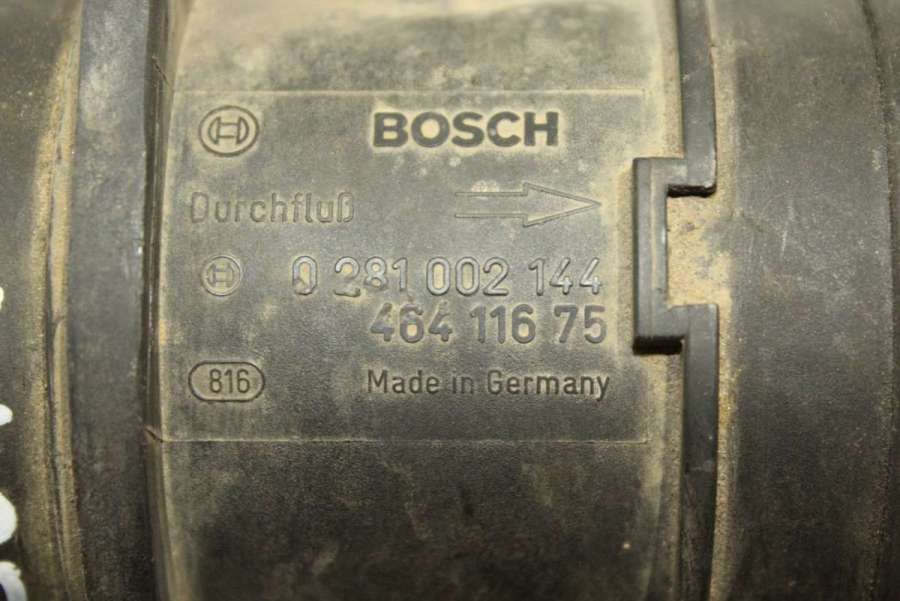 BOSCH
Durchfluß
0 281 002 144
464 116 75
816
Made in Germany